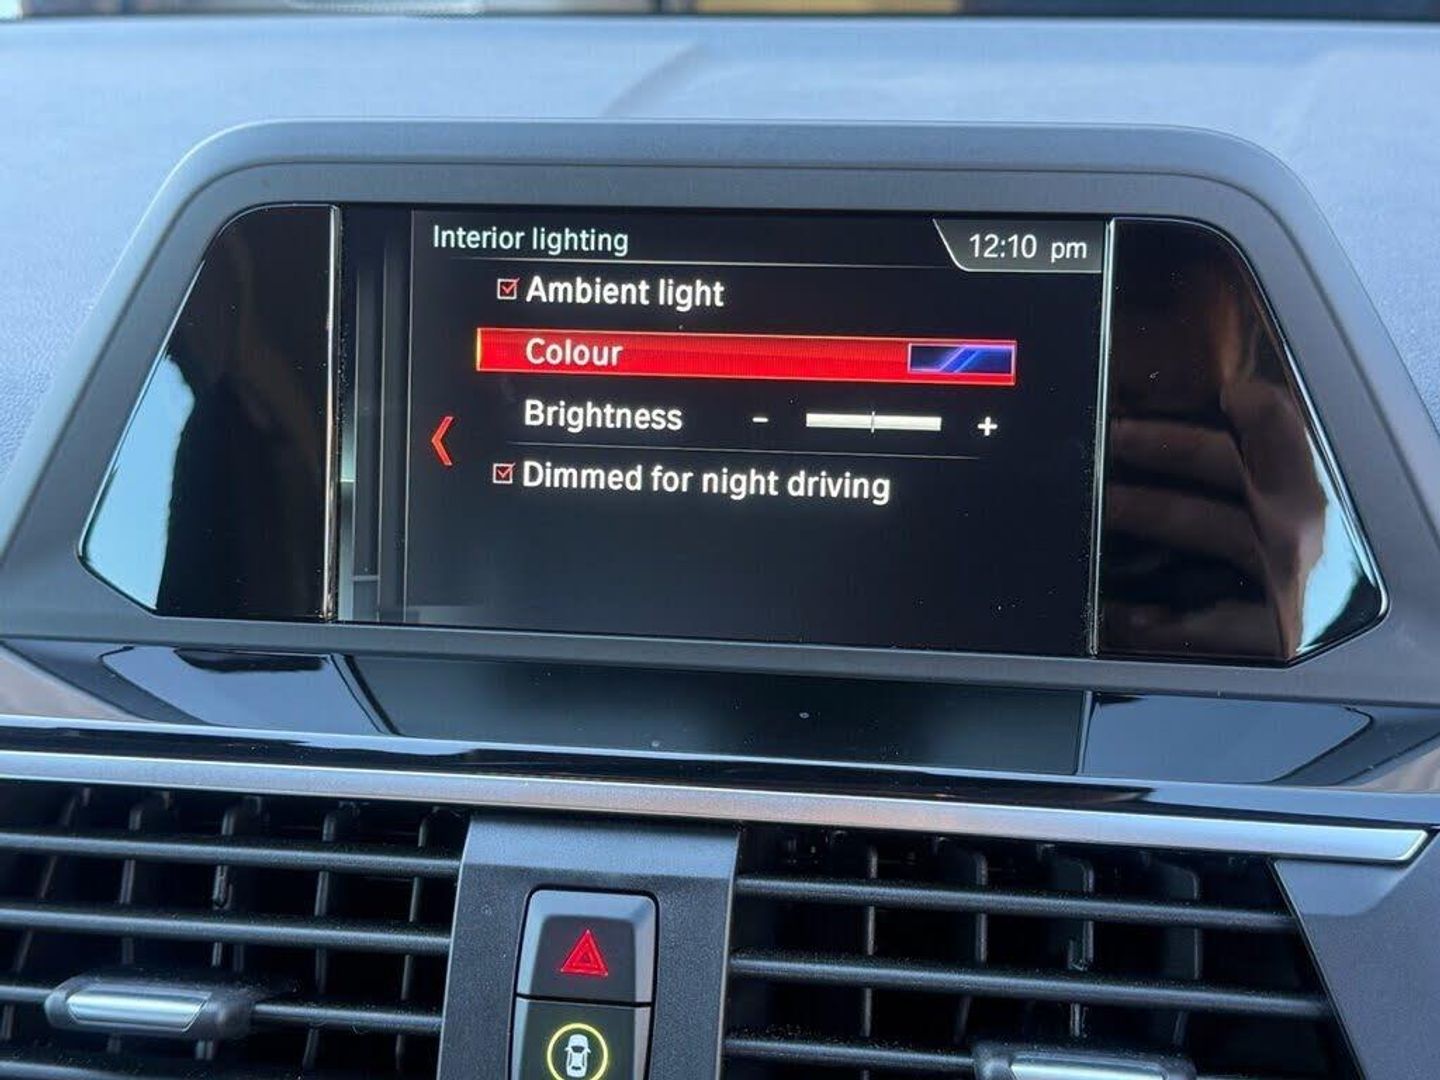 Interior lighting
12:10 pm
Ambient light
Colour
Brightness - +
Dimmed for night driving